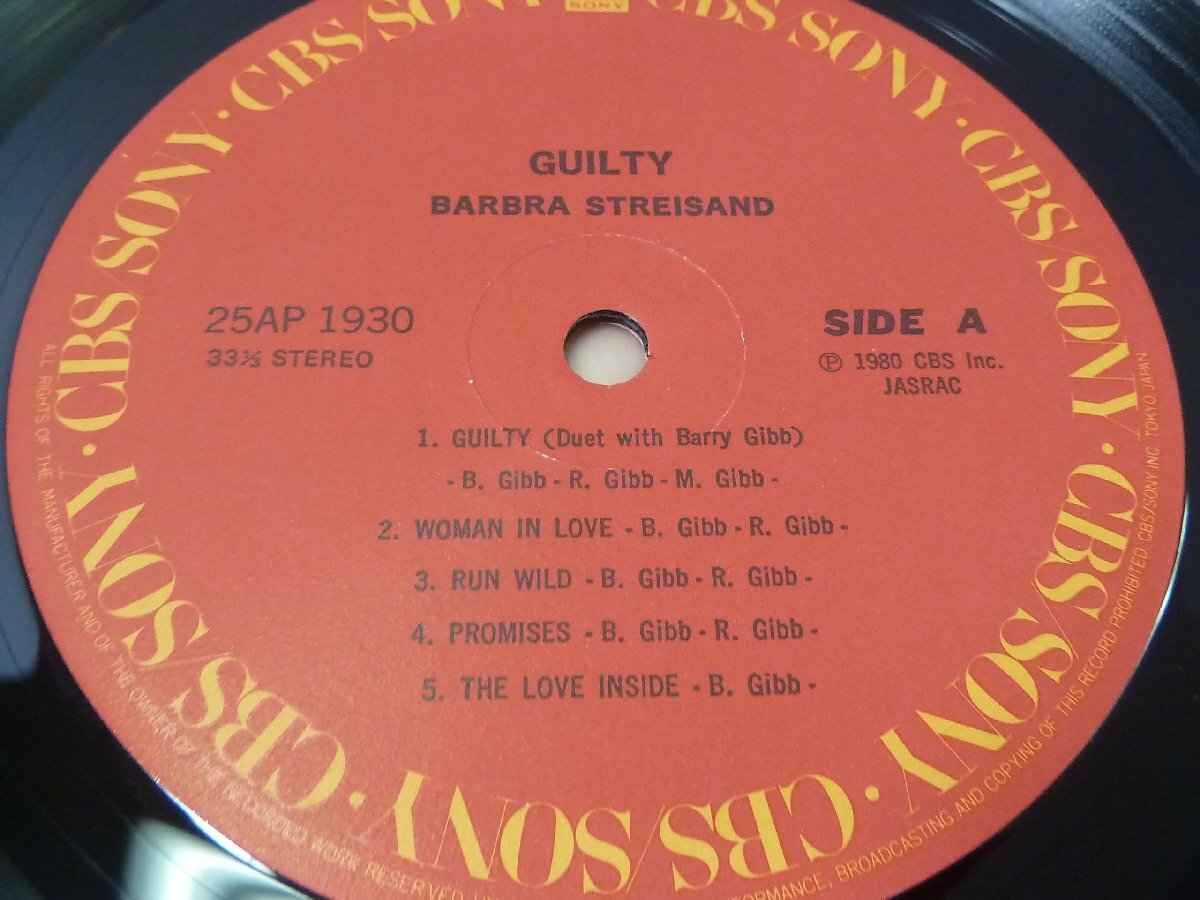 GUILTY
BARBRA STREISAND
25AP 1930
33⅓ STEREO
SIDE A
Ⓟ 1980 CBS Inc.
JASRAC
1. GUILTY (Duet with Barry Gibb)
- B. Gibb - R. Gibb - M. Gibb -
2. WOMAN IN LOVE - B. Gibb - R. Gibb -
3. RUN WILD - B. Gibb - R. Gibb -
4. PROMISES - B. Gibb - R. Gibb -
5. THE LOVE INSIDE - B. Gibb -
CBS/SONY · CBS/SONY · CBS/SONY · CBS/SONY · CBS/SONY · CBS/SONY · CBS/SONY · CBS/SONY · CBS/SONY
SONY
ALL RIGHTS OF THE MANUFACTURER AND OF THE OWNER OF THE RECORDED WORK RESERVED
BROADCASTING AND COPYING OF THIS RECORD PROHIBITED CBS/SONY INC. TOKYO JAPAN